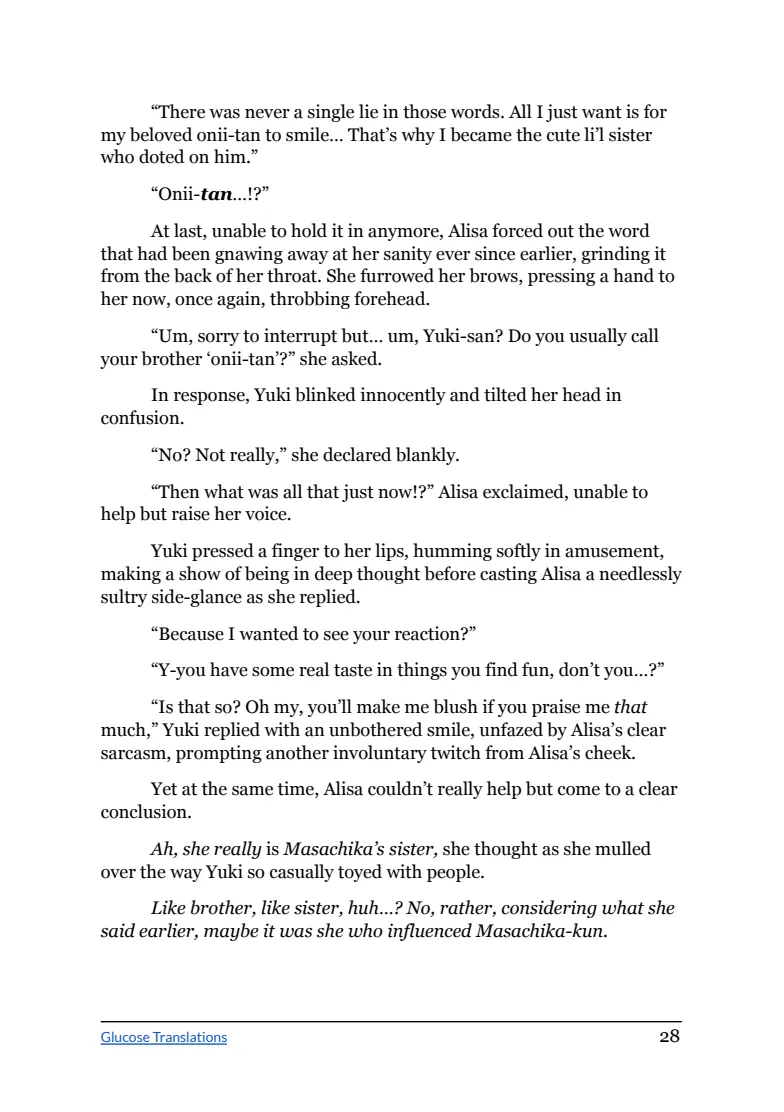 “There was never a single lie in those words. All I just want is for
my beloved onii-tan to smile... That’s why I became the cute li’l sister
who doted on him.”
“Onii-tan...!?”
At last, unable to hold it in anymore, Alisa forced out the word
that had been gnawing away at her sanity ever since earlier, grinding it
from the back of her throat. She furrowed her brows, pressing a hand to
her now, once again, throbbing forehead.
“Um, sorry to interrupt but... um, Yuki-san? Do you usually call
your brother ‘onii-tan’?” she asked.
In response, Yuki blinked innocently and tilted her head in
confusion.
“No? Not really,” she declared blankly.
“Then what was all that just now!?” Alisa exclaimed, unable to
help but raise her voice.
Yuki pressed a finger to her lips, humming softly in amusement,
making a show of being in deep thought before casting Alisa a needlessly
sultry side-glance as she replied.
“Because I wanted to see your reaction?”
“Y-you have some real taste in things you find fun, don’t you...?”
“Is that so? Oh my, you’ll make me blush if you praise me that
much,” Yuki replied with an unbothered smile, unfazed by Alisa’s clear
sarcasm, prompting another involuntary twitch from Alisa’s cheek.
Yet at the same time, Alisa couldn’t really help but come to a clear
conclusion.
Ah, she really is Masachika’s sister, she thought as she mulled
over the way Yuki so casually toyed with people.
Like brother, like sister, huh...? No, rather, considering what she
said earlier, maybe it was she who influenced Masachika-kun.
Glucose Translations
28